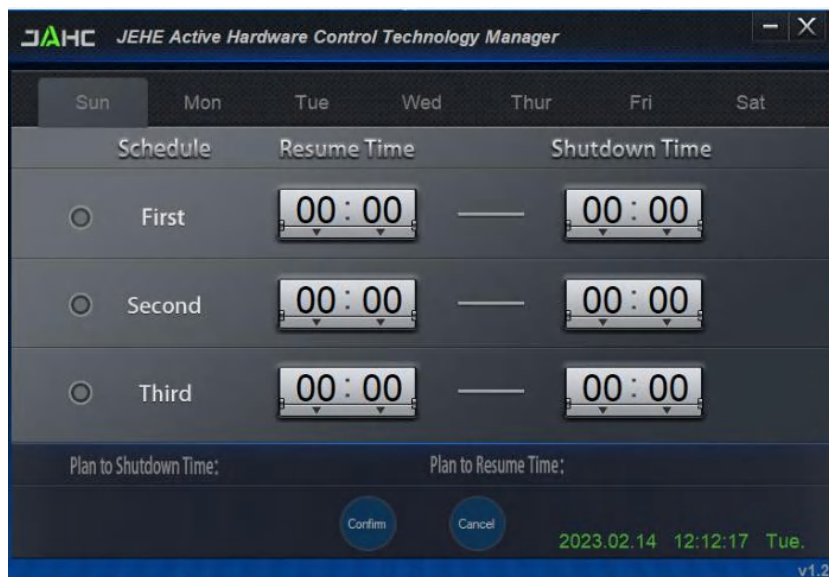 JAHC JEHE Active Hardware Control Technology Manager
Sun Mon Tue Wed Thur Fri Sat
Schedule Resume Time Shutdown Time
First 00:00 00:00
Second 00:00 00:00
Third 00:00 00:00
Plan to Shutdown Time: Plan to Resume Time:
Confirm Cancel
2023.02.14 12:12:17 Tue.
v1.2